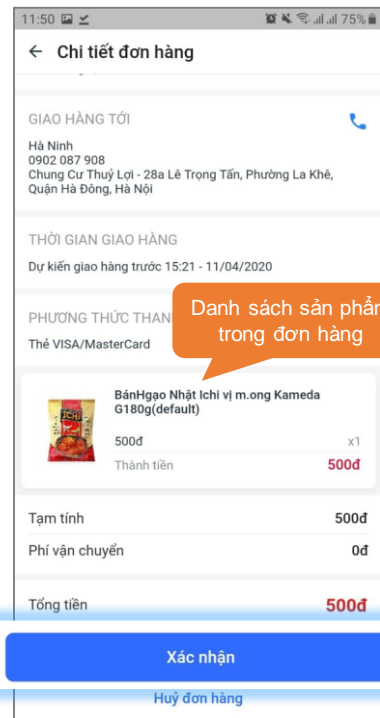 11:50
75%
Chi tiết đơn hàng
GIAO HÀNG TỚI
Hà Ninh
0902 087 908
Chung Cư Thuỷ Lợi - 28a Lê Trọng Tấn, Phường La Khê,
Quận Hà Đông, Hà Nội
THỜI GIAN GIAO HÀNG
Dự kiến giao hàng trước 15:21 - 11/04/2020
Danh sách sản phẩm
trong đơn hàng
PHƯƠNG THỨC THAN
Thẻ VISA/MasterCard
BánHgạo Nhật Ichi vị m.ong Kameda
G180g(default)
ICHI
500đ x1
Thành tiền 500đ
Tạm tính 500đ
Phí vận chuyển 0đ
Tổng tiền 500đ
Xác nhận
Huỷ đơn hàng